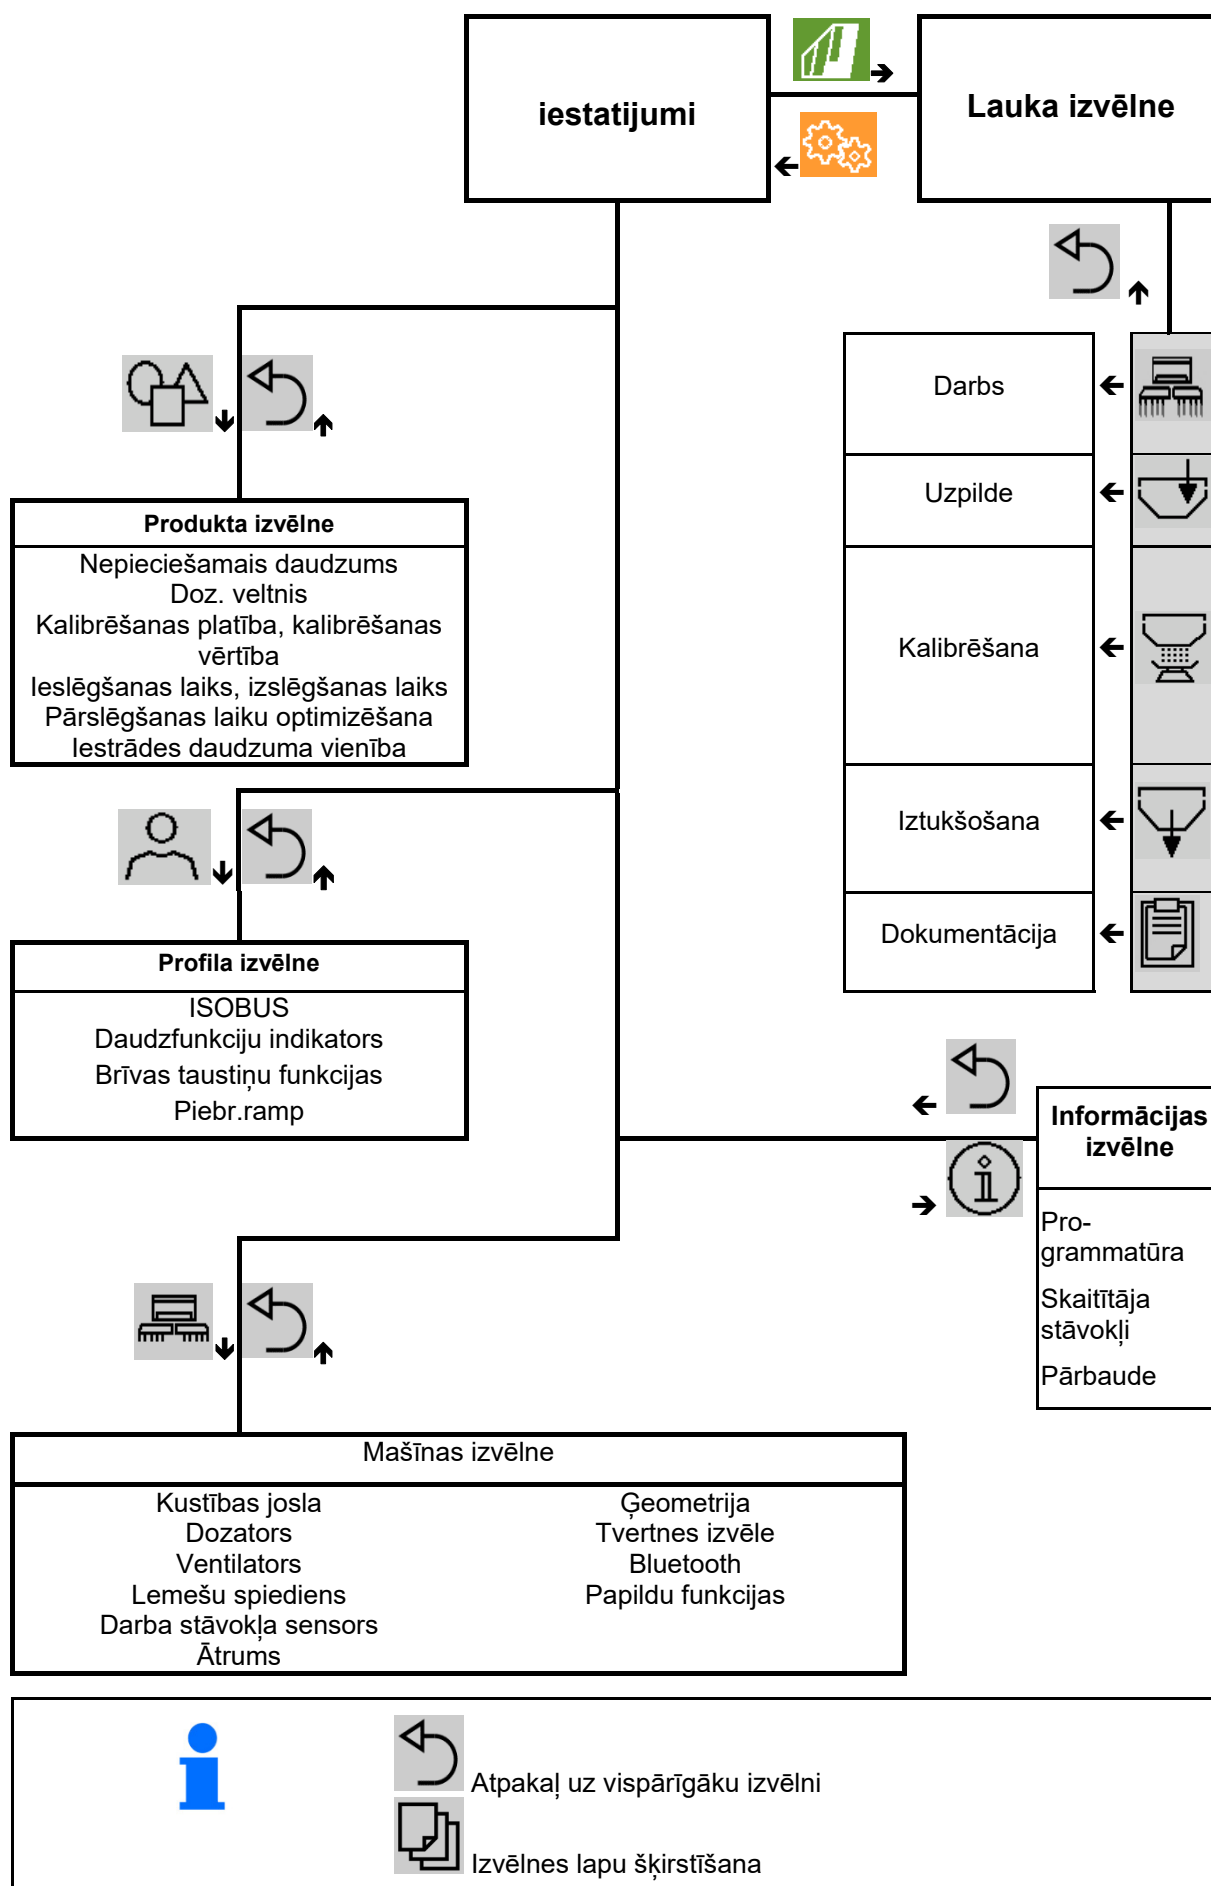 iestatijumi
Lauka izvēlne
Darbs
Uzpilde
Kalibrēšana
Iztukšošana
Dokumentācija
Produkta izvēlne
Nepieciešamais daudzums
Doz. veltnis
Kalibrēšanas platība, kalibrēšanas
vērtība
Ieslēgšanas laiks, izslēgšanas laiks
Pārslēgšanas laiku optimizēšana
Iestrādes daudzuma vienība
Profila izvēlne
ISOBUS
Daudzfunkciju indikators
Brīvas taustiņu funkcijas
Piebr.ramp
Informācijas
izvēlne
Pro-
grammatūra
Skaitītāja
stāvokļi
Pārbaude
Mašīnas izvēlne
Kustības josla
Dozators
Ventilators
Lemešu spiediens
Darba stāvokļa sensors
Ātrums
Ģeometrija
Tvertnes izvēle
Bluetooth
Papildu funkcijas
Atpakaļ uz vispārīgāku izvēlni
Izvēlnes lapu šķirstīšana